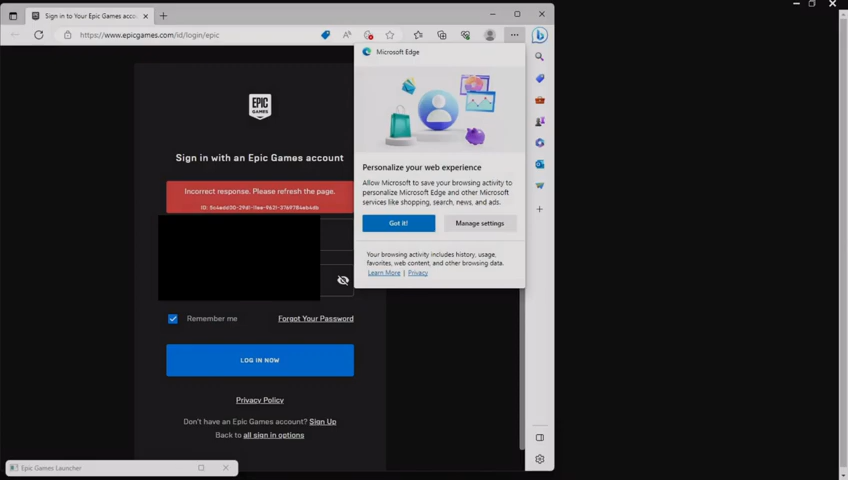 Sign in to Your Epic Games acco
https://www.epicgames.com/id/login/epic
Microsoft Edge
EPIC
GAMES
Sign in with an Epic Games account
Personalize your web experience
Allow Microsoft to save your browsing activity to
personalize Microsoft Edge and other Microsoft
services like shopping, search, news, and ads.
Incorrect response. Please refresh the page.
Got it!
Manage settings
Your browsing activity includes history, usage,
favorites, web content, and other browsing data.
Learn More | Privacy
Remember me
Forgot Your Password
LOG IN NOW
Privacy Policy
Don't have an Epic Games account? Sign Up
Back to all sign in options
Epic Games Launcher